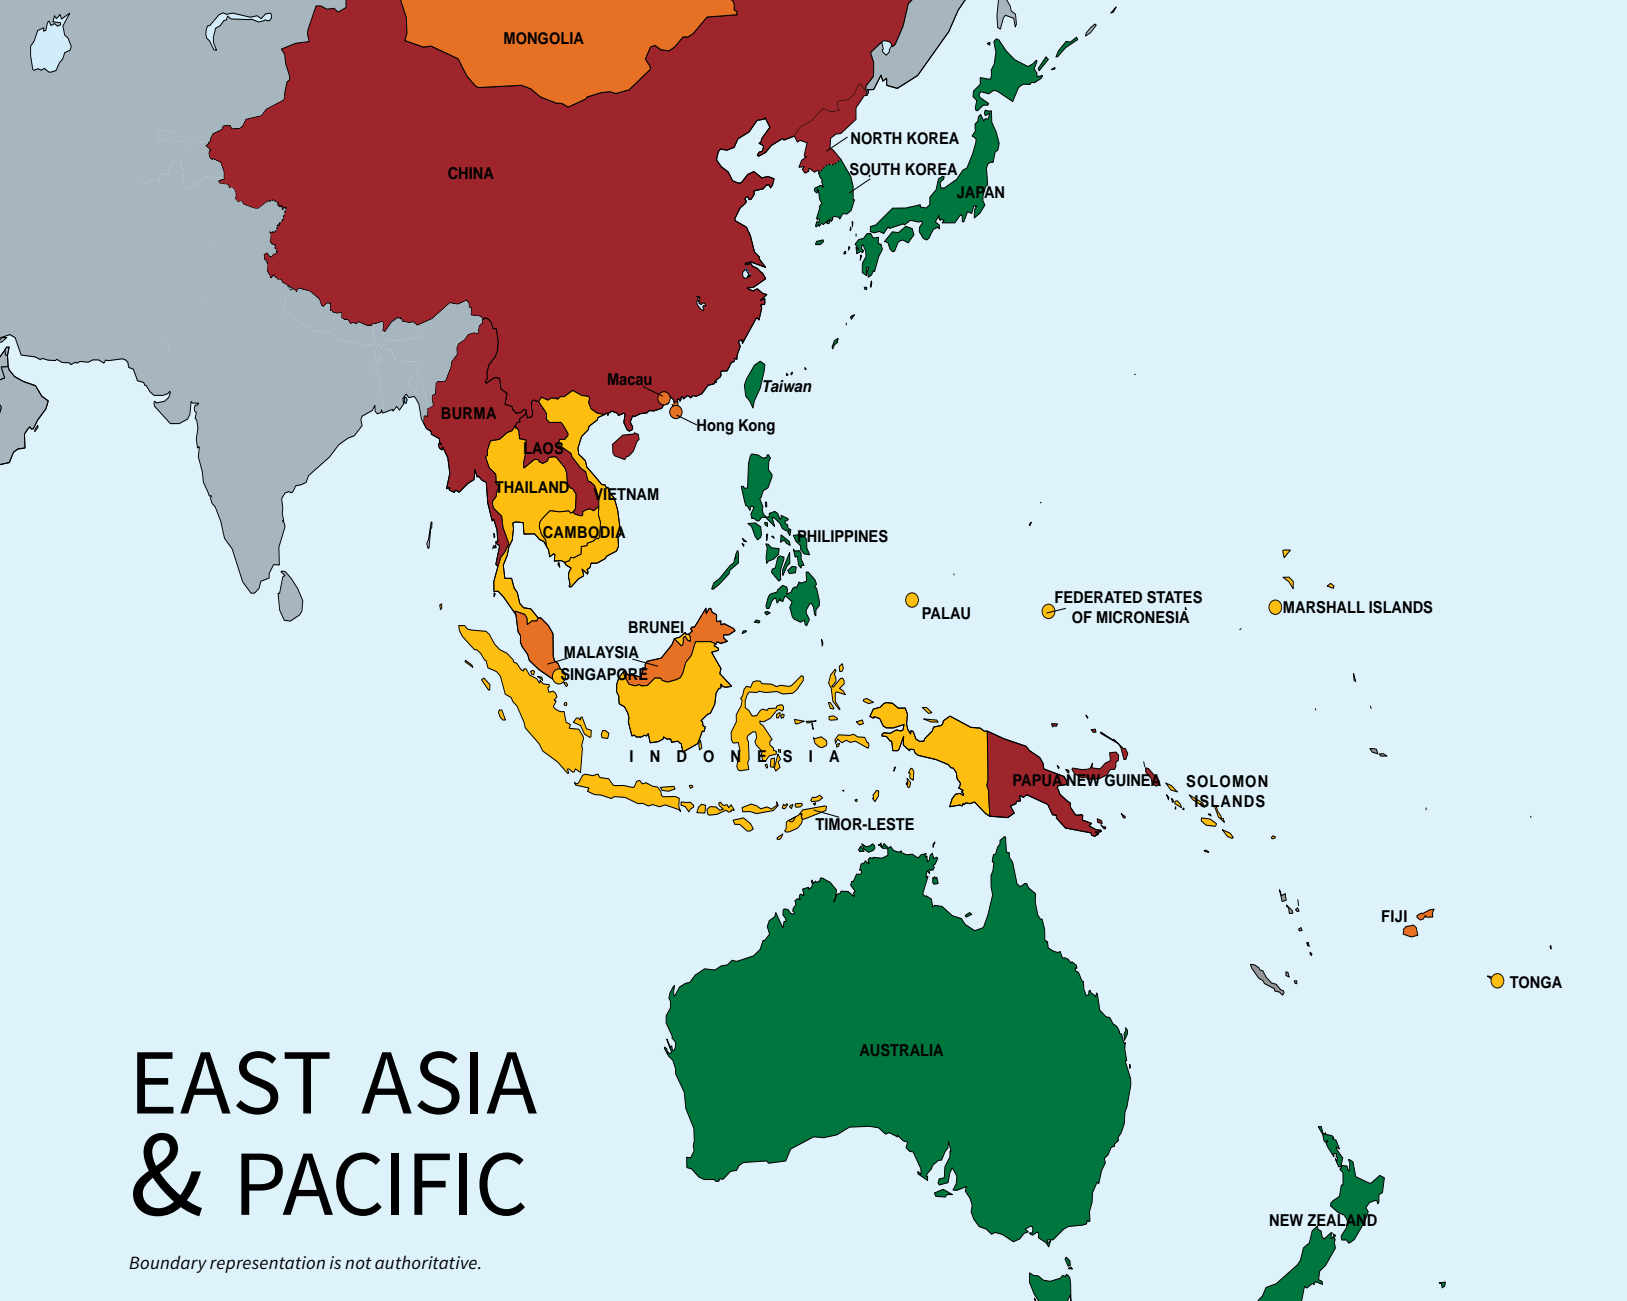 MONGOLIA
NORTH KOREA
SOUTH KOREA
CHINA
JAPAN
Macau
Taiwan
BURMA
Hong Kong
LAOS
THAILAND
VIETNAM
CAMBODIA
PHILIPPINES
FEDERATED STATES
OF MICRONESIA
MARSHALL ISLANDS
PALAU
BRUNEI
MALAYSIA
SINGAPORE
INDONESIA
PAPUA NEW GUINEA
SOLOMON
ISLANDS
TIMOR-LESTE
FIJI
TONGA
AUSTRALIA
EAST ASIA
& PACIFIC
NEW ZEALAND
Boundary representation is not authoritative.